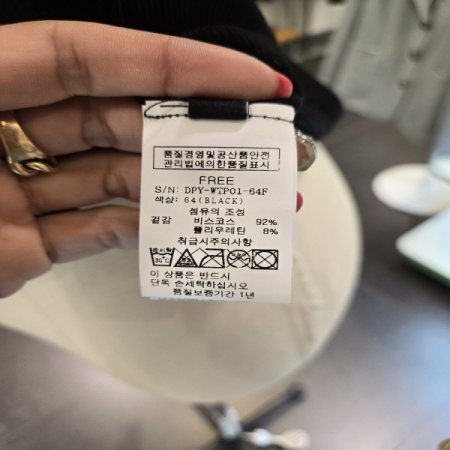 품질경영및공산품안전
관리법에의한품질표시
FREE
S/N: DPY-WTP01-64F
색상: 64(BLACK)
섬유의 조성
겉감 비스코스 92%
폴리우레탄 8%
취급시주의사항
30℃
이 상품은 반드시
단독 손세탁하십시오
품질보증기간 1년